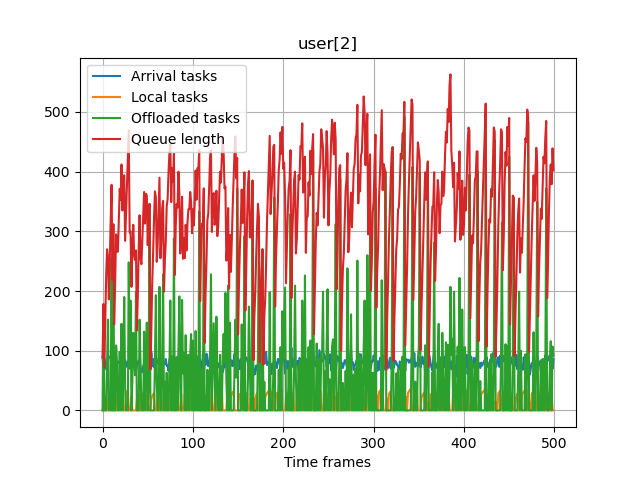 user[2]
Arrival tasks
Local tasks
Offloaded tasks
Queue length
500
400
300
200
100
0
0 100 200 300 400 500
Time frames